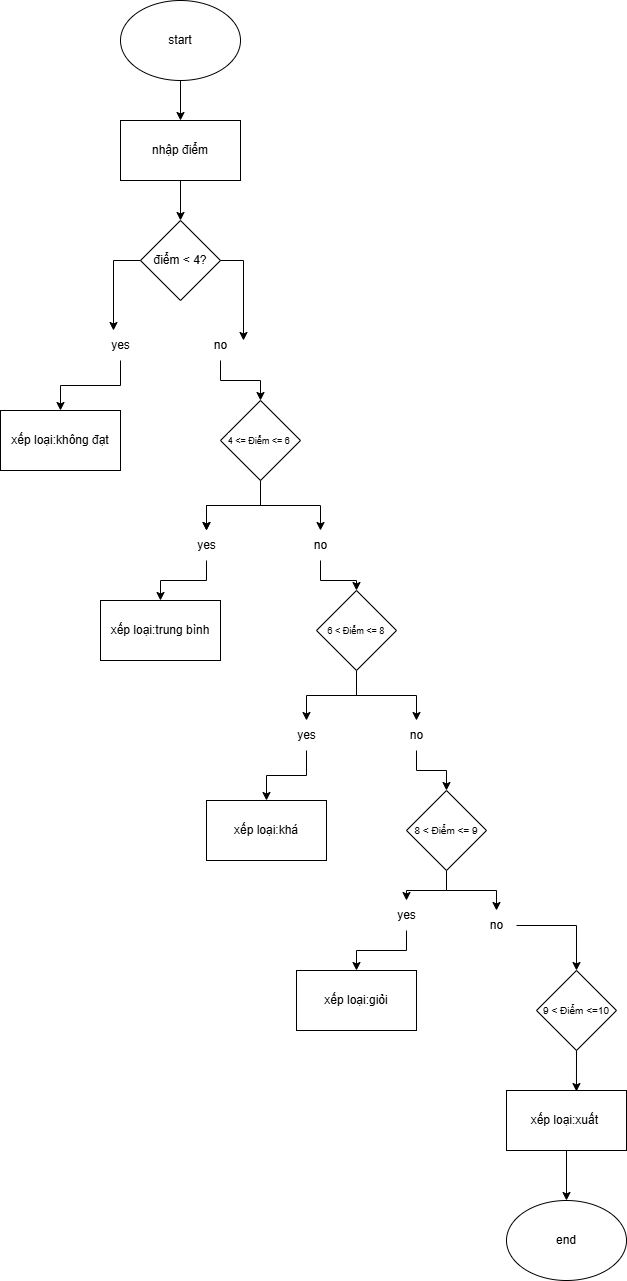 start
nhập điểm
điểm < 4?
yes
no
xếp loại:không đạt
4 <= Điểm <= 6
yes
no
xếp loại:trung bình
6 < Điểm <= 8
yes
no
xếp loại:khá
8 < Điểm <= 9
yes
no
xếp loại:giỏi
9 < Điểm <=10
xếp loại:xuất
end